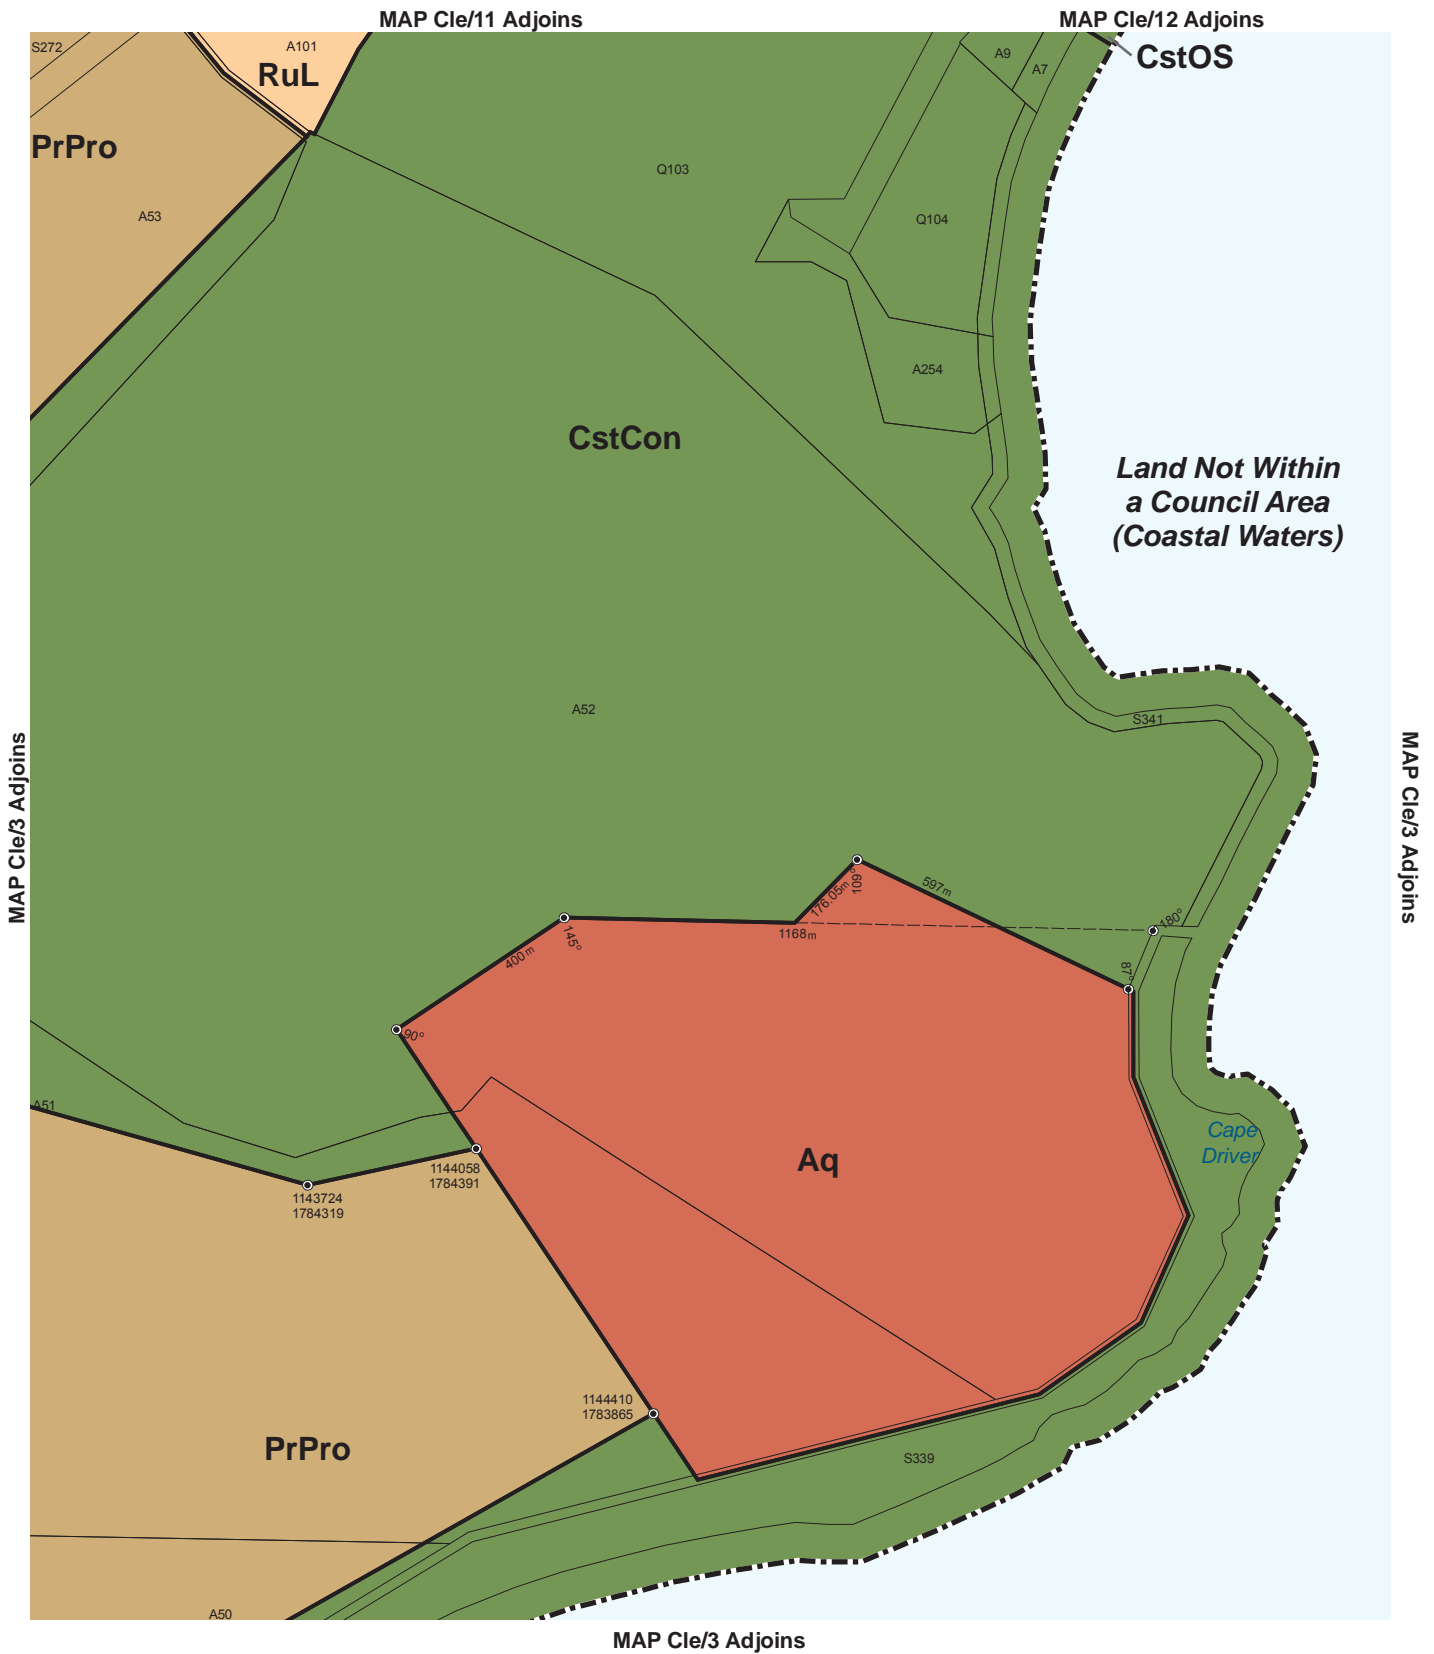 MAP Cle/11 Adjoins
MAP Cle/12 Adjoins
S272
A101
RuL
A9
A7
CstOS
PrPro
A53
Q103
Q104
A254
CstCon
Land Not Within
a Council Area
(Coastal Waters)
A52
S341
MAP Cle/3 Adjoins
MAP Cle/3 Adjoins
109°
176.05m
597m
1168m
180°
145°
400m
87°
90°
A51
Cape
Driver
1144058
1784391
Aq
1143724
1784319
1144410
1783865
PrPro
S339
A50
MAP Cle/3 Adjoins